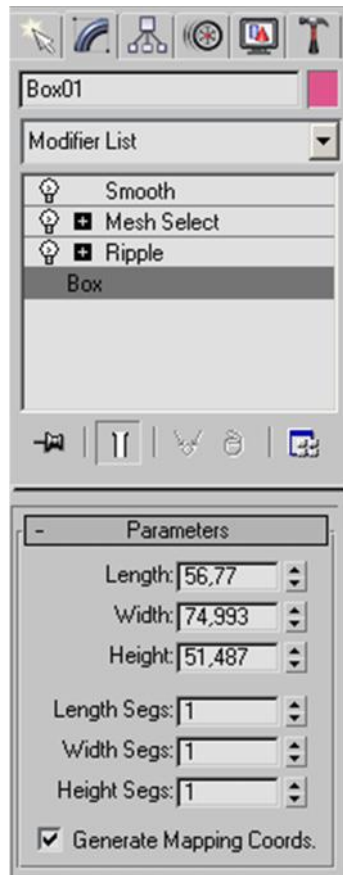 Box01
Modifier List
Smooth
Mesh Select
Ripple
Box
- Parameters
Length: 56,77
Width: 74,993
Height: 51,487
Length Segs: 1
Width Segs: 1
Height Segs: 1
Generate Mapping Coords.